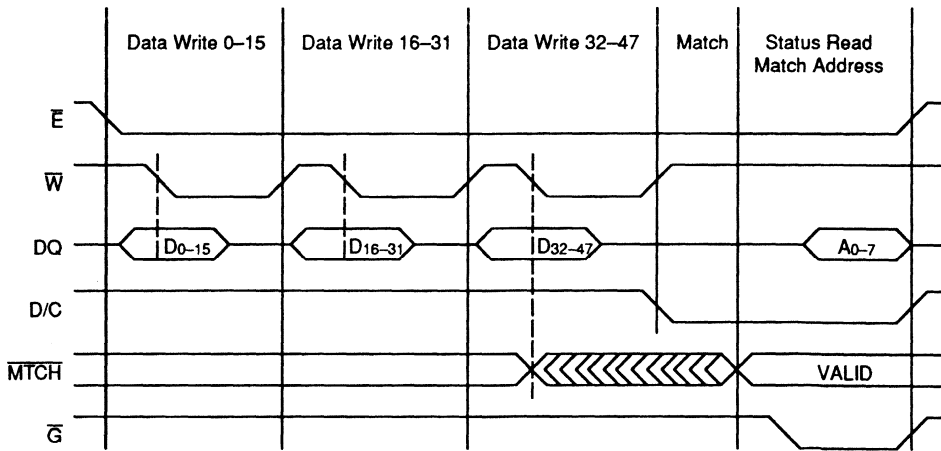 Data Write 0–15
Data Write 16–31
Data Write 32–47
Match
Status Read
Match Address
E̅
W̅
DQ
D0–15
D16–31
D32–47
A0–7
D/C
M̅T̅C̅H̅
VALID
G̅